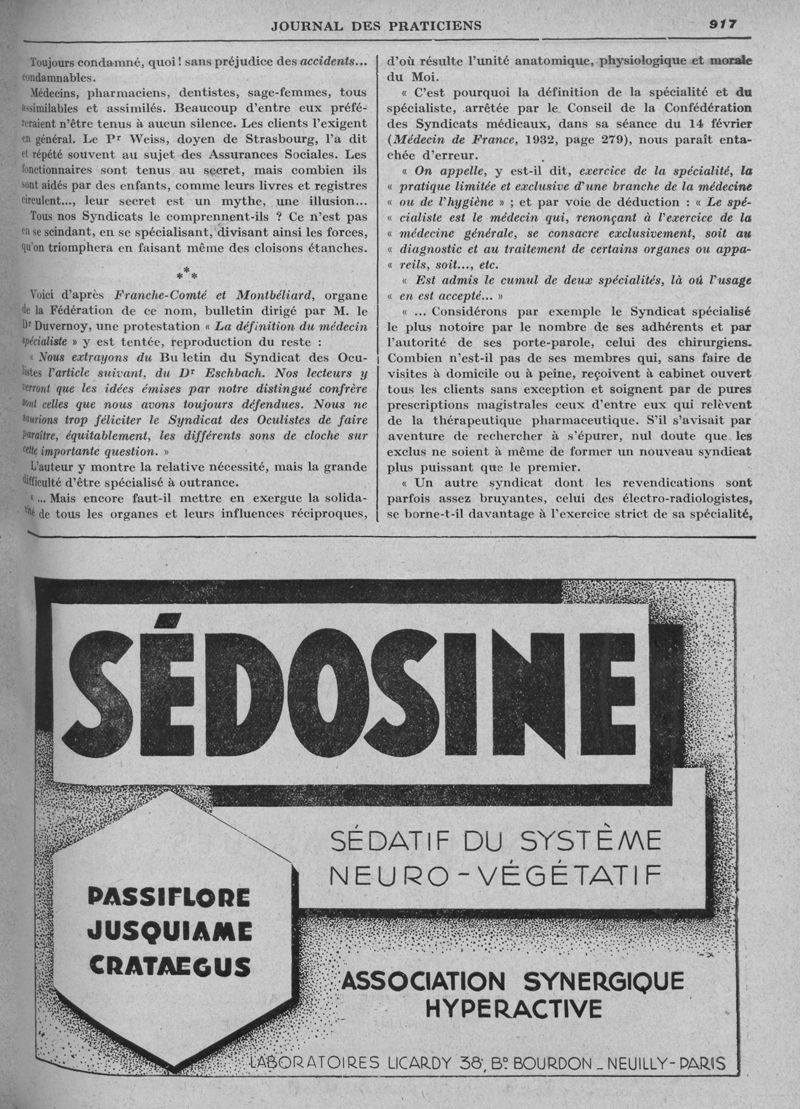 JOURNAL DES PRATICIENS 917
Toujours condamné, quoi ! sans préjudice des accidents...
condamnables.
Médecins, pharmaciens, dentistes, sage-femmes, tous
assimilables et assimilés. Beaucoup d'entre eux préfé-
reraient n'être tenus à aucun silence. Les clients l'exigent
en général. Le Pr Weiss, doyen de Strasbourg, l'a dit
et répété souvent au sujet des Assurances Sociales. Les
fonctionnaires sont tenus au secret, mais combien ils
sont aidés par des enfants, comme leurs livres et registres
circulent..., leur secret est un mythe, une illusion...
Tous nos Syndicats le comprennent-ils ? Ce n'est pas
en se scindant, en se spécialisant, divisant ainsi les forces,
qu'on triomphera en faisant même des cloisons étanches.
* * *
Voici d'après Franche-Comté et Montbéliard, organe
de la Fédération de ce nom, bulletin dirigé par M. le
Dr Duvernoy, une protestation « La définition du médecin
spécialiste » y est tentée, reproduction du reste :
« Nous extrayons du Bu letin du Syndicat des Ocu-
listes l'article suivant, du Dr Eschbach. Nos lecteurs y
verront que les idées émises par notre distingué confrère
sont celles que nous avons toujours défendues. Nous ne
saurions trop féliciter le Syndicat des Oculistes de faire
paraître, équitablement, les différents sons de cloche sur
cette importante question. »
L'auteur y montre la relative nécessité, mais la grande
difficulté d'être spécialisé à outrance.
« ... Mais encore faut-il mettre en exergue la solida-
rité de tous les organes et leurs influences réciproques,
d'où résulte l'unité anatomique, physiologique et morale
du Moi.
« C'est pourquoi la définition de la spécialité et du
spécialiste, arrêtée par le Conseil de la Confédération
des Syndicats médicaux, dans sa séance du 14 février
(Médecin de France, 1932, page 279), nous paraît enta-
chée d'erreur.
« On appelle, y est-il dit, exercice de la spécialité, la
« pratique limitée et exclusive d'une branche de la médecine
« ou de l'hygiène » ; et par voie de déduction : « Le spé-
« cialiste est le médecin qui, renonçant à l'exercice de la
« médecine générale, se consacre exclusivement, soit au
« diagnostic et au traitement de certains organes ou appa-
« reils, soit..., etc.
« Est admis le cumul de deux spécialités, là où l'usage
« en est accepté... »
« ... Considérons par exemple le Syndicat spécialisé
le plus notoire par le nombre de ses adhérents et par
l'autorité de ses porte-parole, celui des chirurgiens.
Combien n'est-il pas de ses membres qui, sans faire de
visites à domicile ou à peine, reçoivent à cabinet ouvert
tous les clients sans exception et soignent par de pures
prescriptions magistrales ceux d'entre eux qui relèvent
de la thérapeutique pharmaceutique. S'il s'avisait par
aventure de rechercher à s'épurer, nul doute que les
exclus ne soient à même de former un nouveau syndicat
plus puissant que le premier.
« Un autre syndicat dont les revendications sont
parfois assez bruyantes, celui des électro-radiologistes,
se borne-t-il davantage à l'exercice strict de sa spécialité,
SÉDOSINE
SÉDATIF DU SYSTÈME
NEURO-VÉGÉTATIF
PASSIFLORE
JUSQUIAME
CRATAEGUS
ASSOCIATION SYNERGIQUE
HYPERACTIVE
LABORATOIRES LICARDY 38, Bd BOURDON _ NEUILLY-PARIS